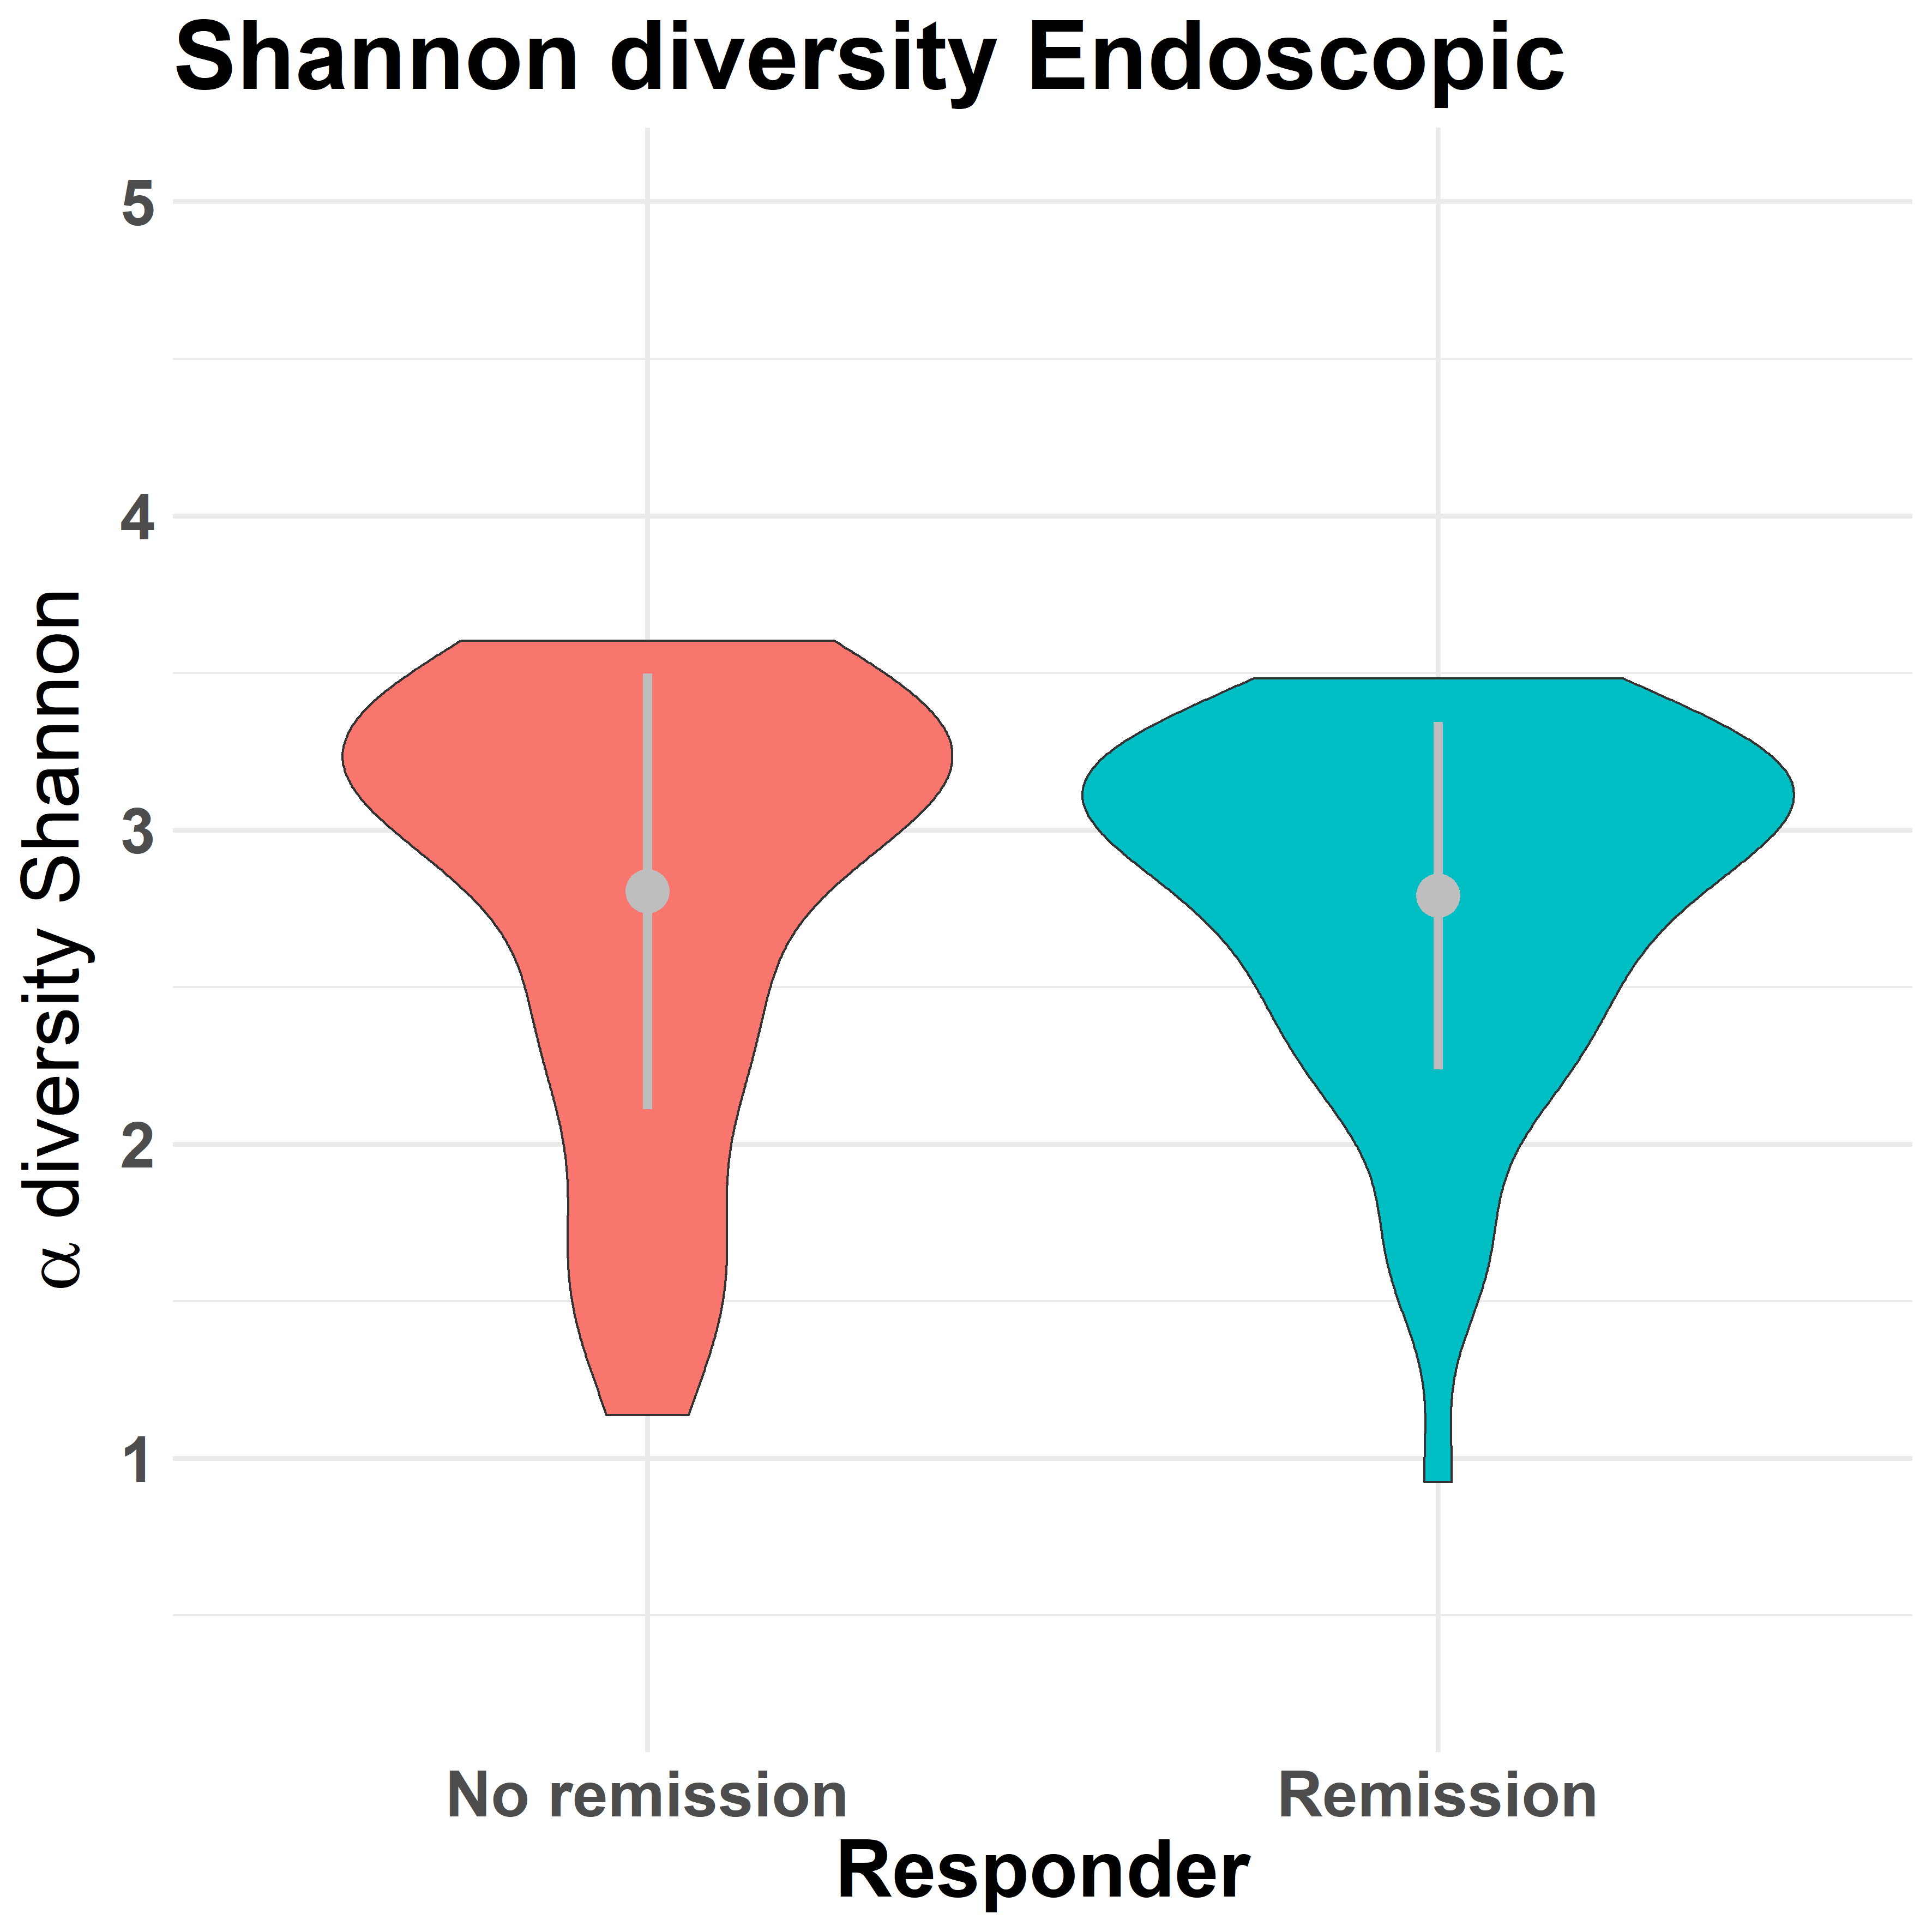 Shannon diversity Endoscopic
α diversity Shannon
5
4
3
2
1
No remission
Remission
Responder